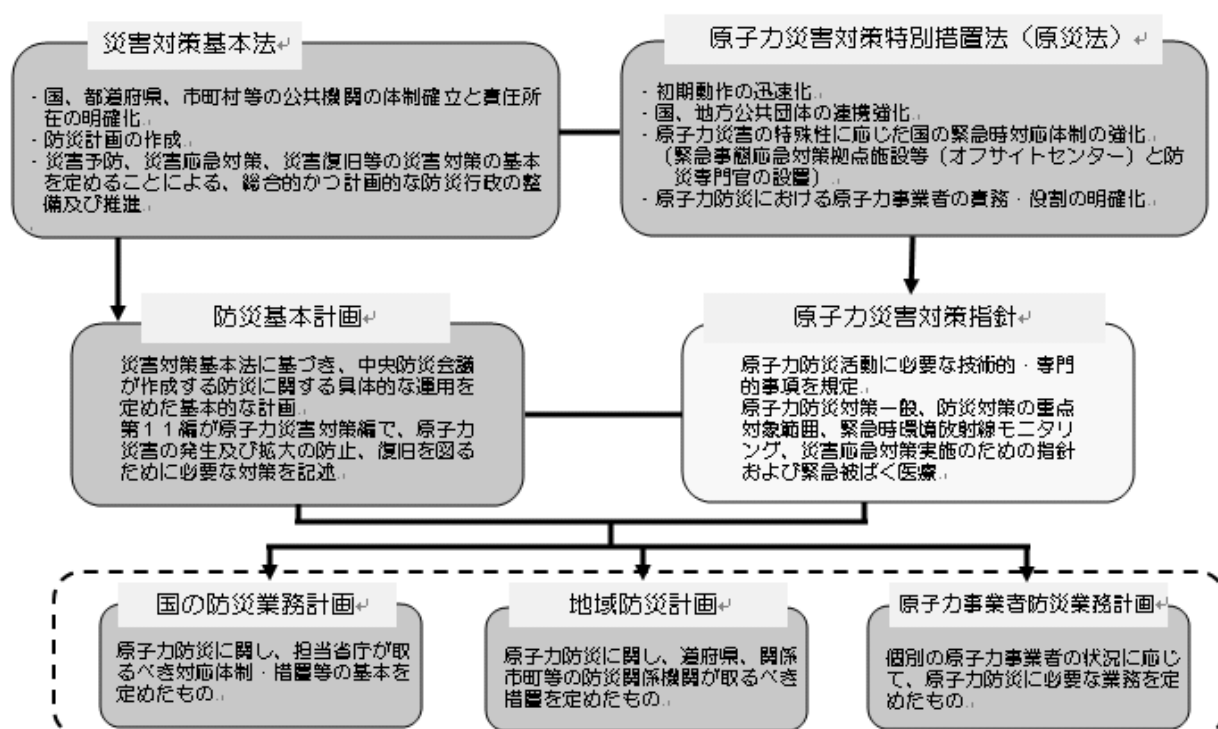 災害対策基本法
・国、都道府県、市町村等の公共機関の体制確立と責任所
在の明確化
・防災計画の作成
・災害予防、災害応急対策、災害復旧等の災害対策の基本
を定めることによる、総合的かつ計画的な防災行政の整
備及び推進
原子力災害対策特別措置法（原災法）
・初期動作の迅速化
・国、地方公共団体の連携強化
・原子力災害の特殊性に応じた国の緊急時対応体制の強化
（緊急事態応急対策拠点施設等（オフサイトセンター）と防
災専門官の設置）
・原子力防災における原子力事業者の責務・役割の明確化
防災基本計画
災害対策基本法に基づき、中央防災会議
が作成する防災に関する具体的な運用を
定めた基本的な計画
第１１編が原子力災害対策編で、原子力
災害の発生及び拡大の防止、復旧を図る
ために必要な対策を記述
原子力災害対策指針
原子力防災活動に必要な技術的・専門
的事項を規定
原子力防災対策一般、防災対策の重点
対象範囲、緊急時環境放射線モニタリ
ング、災害応急対策実施のための指針
および緊急被ばく医療
国の防災業務計画
原子力防災に関し、担当省庁が取
るべき対応体制・措置等の基本を
定めたもの
地域防災計画
原子力防災に関し、道府県、関係
市町等の防災関係機関が取るべき
措置を定めたもの
原子力事業者防災業務計画
個別の原子力事業者の状況に応じ
て、原子力防災に必要な業務を定
めたもの